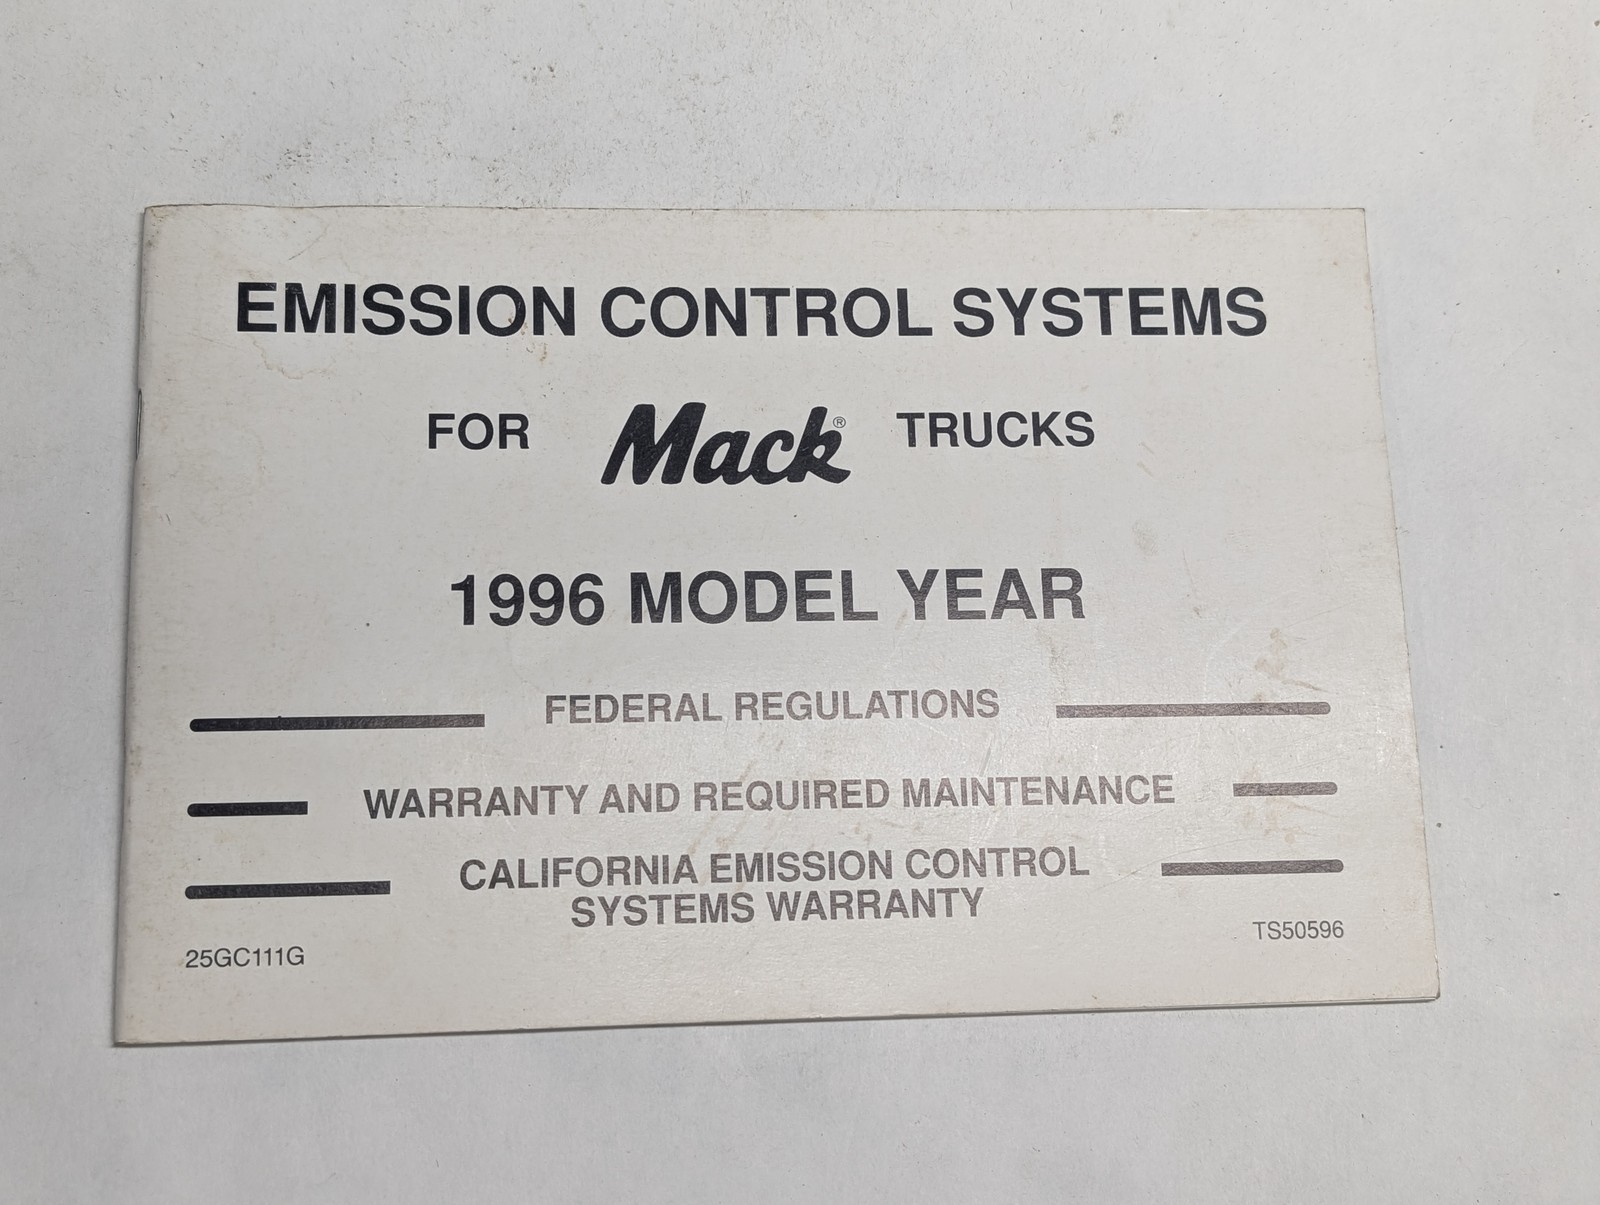 EMISSION CONTROL SYSTEMS
FOR Mack® TRUCKS
1996 MODEL YEAR
FEDERAL REGULATIONS
WARRANTY AND REQUIRED MAINTENANCE
CALIFORNIA EMISSION CONTROL
SYSTEMS WARRANTY
25GC111G
TS50596